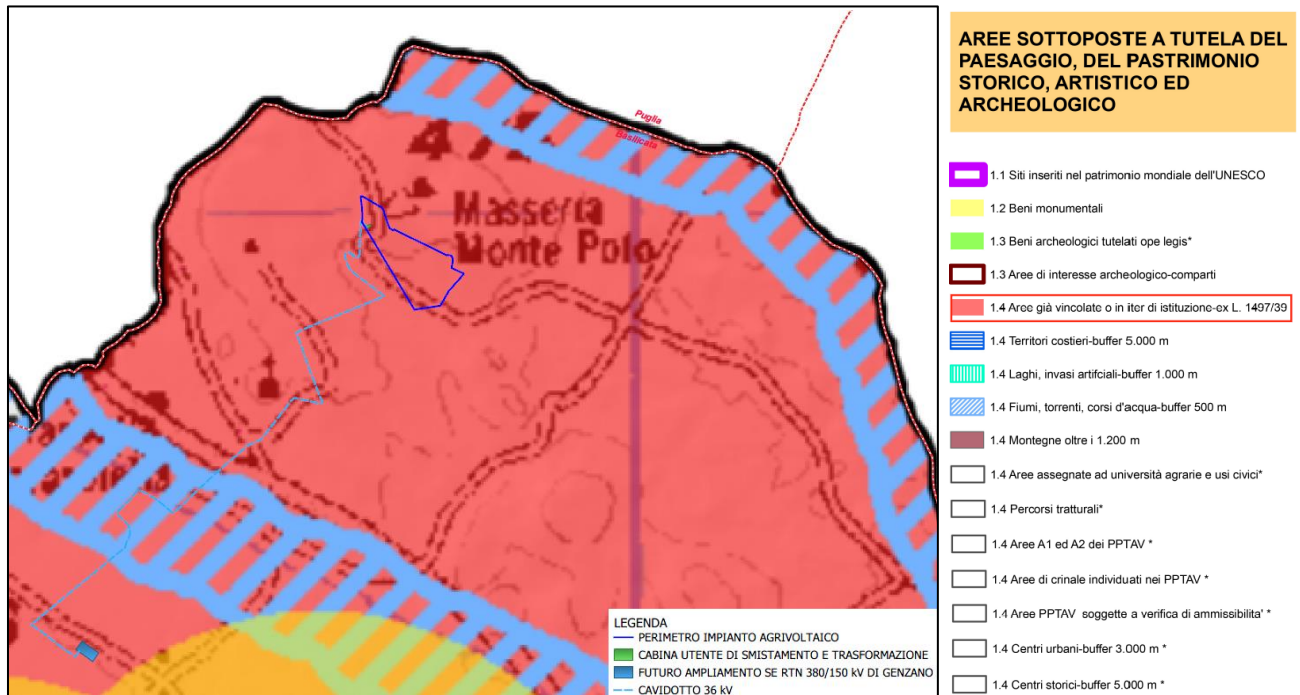 AREE SOTTOPOSTE A TUTELA DEL
PAESAGGIO, DEL PASTRIMONIO
STORICO, ARTISTICO ED
ARCHEOLOGICO
Puglia
Basilicata
Masseria
Monte Polo
1.1 Siti inseriti nel patrimonio mondiale dell'UNESCO
1.2 Beni monumentali
1.3 Beni archeologici tutelati ope legis*
1.3 Aree di interesse archeologico-comparti
1.4 Aree già vincolate o in iter di istituzione-ex L. 1497/39
1.4 Territori costieri-buffer 5.000 m
1.4 Laghi, invasi artifciali-buffer 1.000 m
1.4 Fiumi, torrenti, corsi d'acqua-buffer 500 m
1.4 Montegne oltre i 1.200 m
1.4 Aree assegnate ad università agrarie e usi civici*
1.4 Percorsi tratturali*
1.4 Aree A1 ed A2 dei PPTAV *
1.4 Aree di crinale individuati nei PPTAV *
1.4 Aree PPTAV soggette a verifica di ammissibilita' *
1.4 Centri urbani-buffer 3.000 m *
1.4 Centri storici-buffer 5.000 m *
LEGENDA
PERIMETRO IMPIANTO AGRIVOLTAICO
CABINA UTENTE DI SMISTAMENTO E TRASFORMAZIONE
FUTURO AMPLIAMENTO SE RTN 380/150 kV DI GENZANO
CAVIDOTTO 36 kV